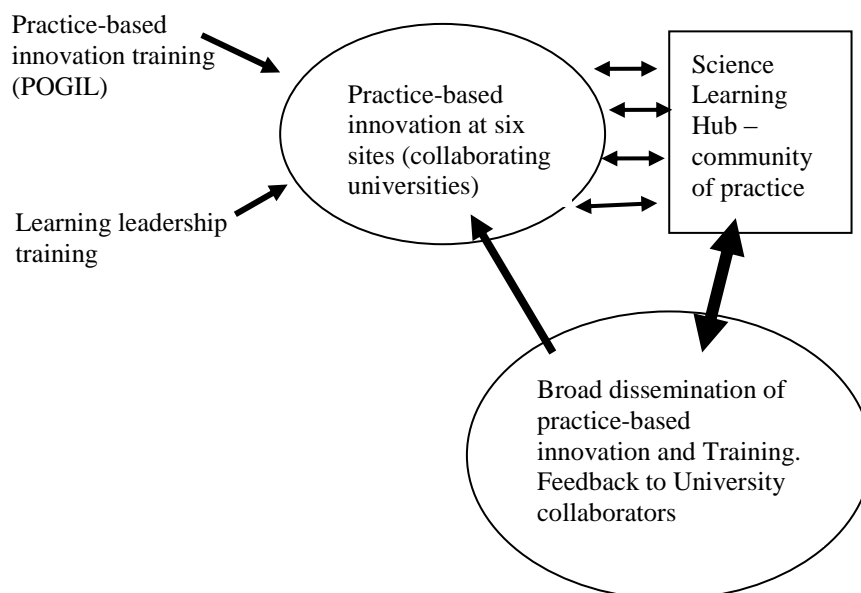 Practice-based
innovation training
(POGIL)
Learning leadership
training
Practice-based
innovation at six
sites (collaborating
universities)
Science
Learning
Hub –
community
of practice
Broad dissemination of
practice-based
innovation and Training.
Feedback to University
collaborators